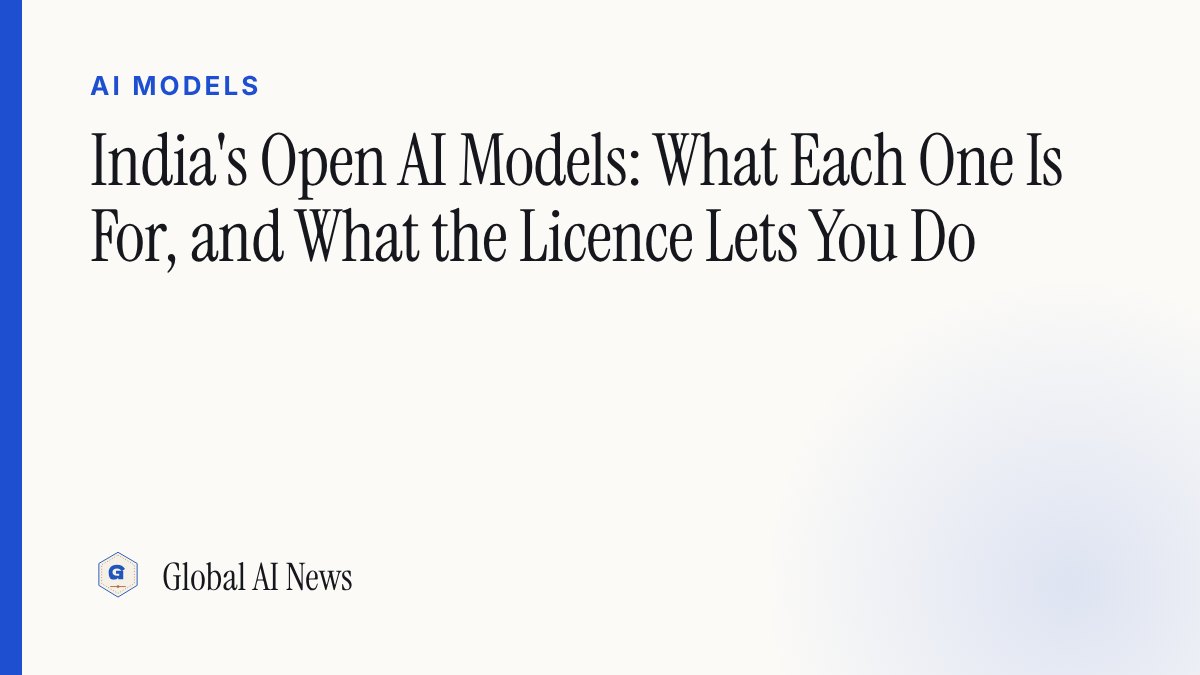 AI MODELS
India's Open AI Models: What Each One Is
For, and What the Licence Lets You Do
G
Global AI News